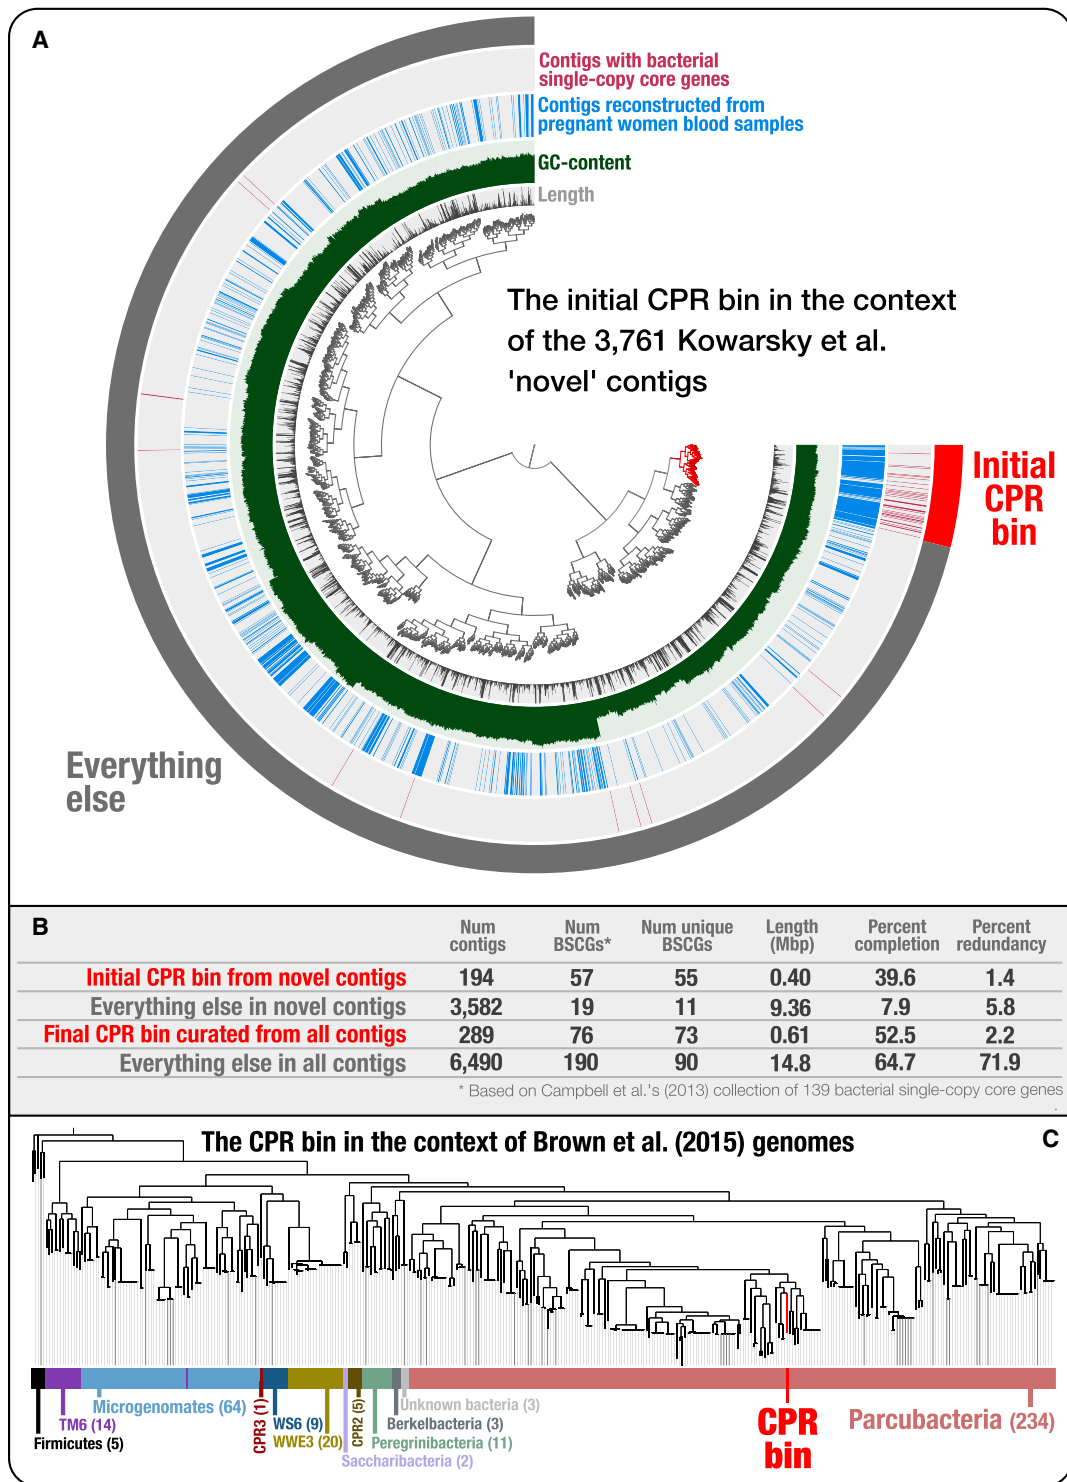 A
Contigs with bacterial
single-copy core genes
Contigs reconstructed from
pregnant women blood samples
GC-content
Length
The initial CPR bin in the context
of the 3,761 Kowarsky et al.
'novel' contigs
Initial
CPR
bin
Everything
else
B
Num contigs Num BSCGs* Num unique BSCGs Length (Mbp) Percent completion Percent redundancy
Initial CPR bin from novel contigs 194 57 55 0.40 39.6 1.4
Everything else in novel contigs 3,582 19 11 9.36 7.9 5.8
Final CPR bin curated from all contigs 289 76 73 0.61 52.5 2.2
Everything else in all contigs 6,490 190 90 14.8 64.7 71.9
* Based on Campbell et al.'s (2013) collection of 139 bacterial single-copy core genes
The CPR bin in the context of Brown et al. (2015) genomes
C
Firmicutes (5)
TM6 (14)
Microgenomates (64)
CPR3 (1)
WS6 (9)
WWE3 (20)
Saccharibacteria (2)
CPR2 (5)
Peregrinibacteria (11)
Berkelbacteria (3)
Unknown bacteria (3)
CPR
bin
Parcubacteria (234)